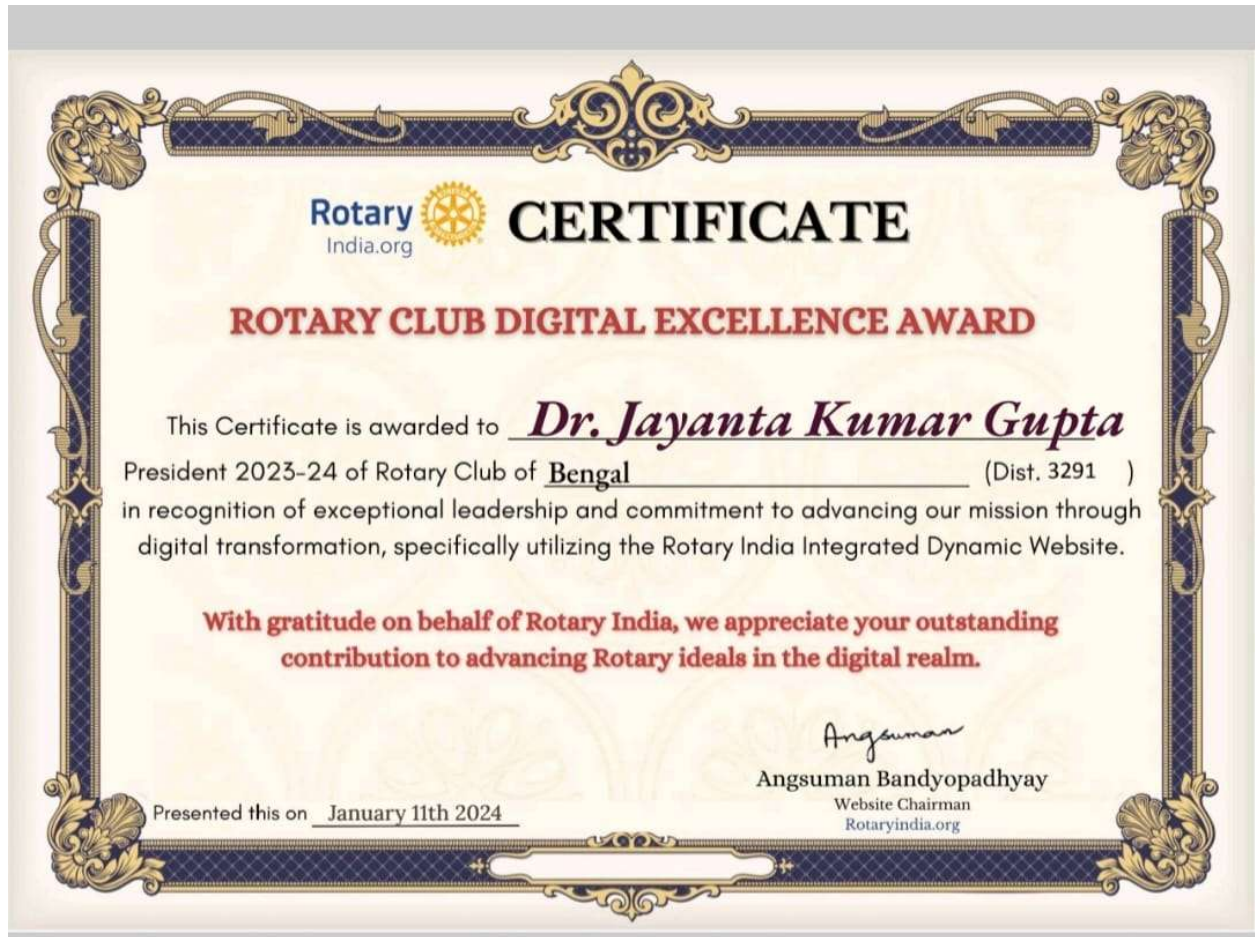 Rotary
India.org
CERTIFICATE
ROTARY CLUB DIGITAL EXCELLENCE AWARD
This Certificate is awarded to Dr. Jayanta Kumar Gupta
President 2023-24 of Rotary Club of Bengal (Dist. 3291 )
in recognition of exceptional leadership and commitment to advancing our mission through
digital transformation, specifically utilizing the Rotary India Integrated Dynamic Website.
With gratitude on behalf of Rotary India, we appreciate your outstanding
contribution to advancing Rotary ideals in the digital realm.
Angsuman
Angsuman Bandyopadhyay
Website Chairman
Rotaryindia.org
Presented this on January 11th 2024